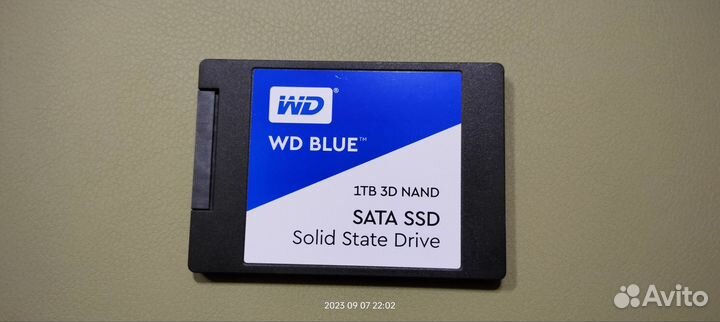 WD®
WD BLUE™
1TB 3D NAND
SATA SSD
Solid State Drive
2023 09 07 22:02
Avito